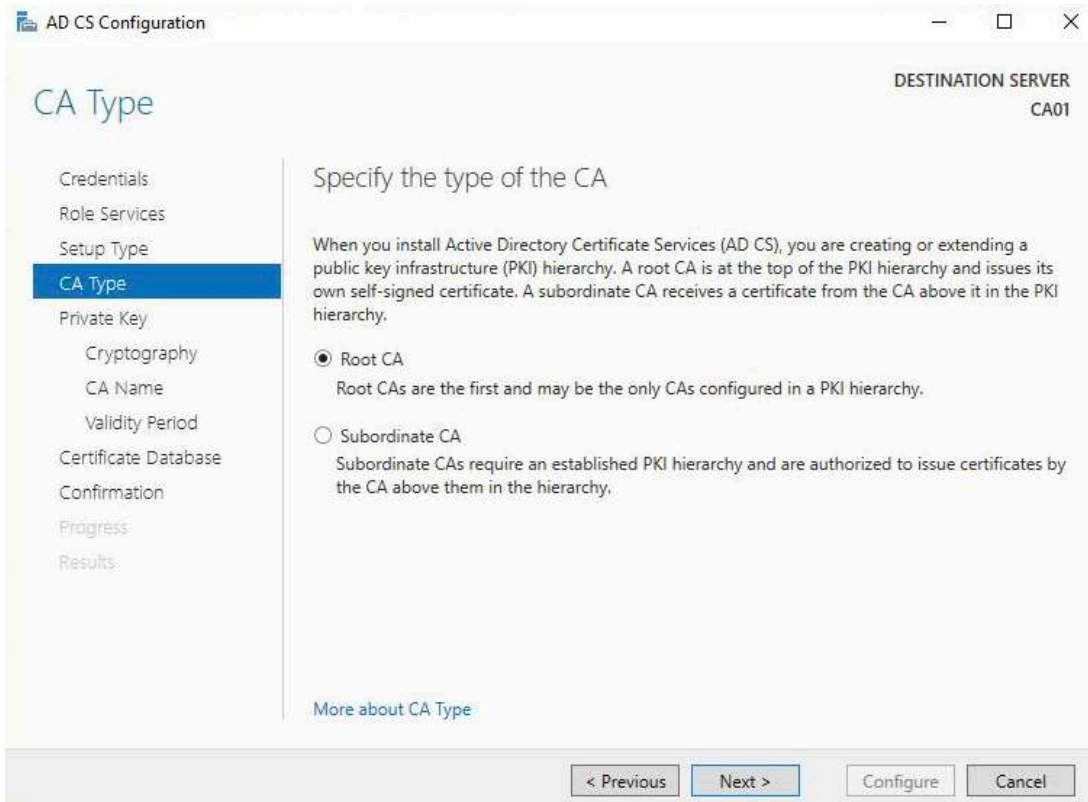 AD CS Configuration
DESTINATION SERVER
CA01
CA Type
Credentials
Role Services
Setup Type
CA Type
Private Key
Cryptography
CA Name
Validity Period
Certificate Database
Confirmation
Progress
Results
Specify the type of the CA
When you install Active Directory Certificate Services (AD CS), you are creating or extending a
public key infrastructure (PKI) hierarchy. A root CA is at the top of the PKI hierarchy and issues its
own self-signed certificate. A subordinate CA receives a certificate from the CA above it in the PKI
hierarchy.
Root CA
Root CAs are the first and may be the only CAs configured in a PKI hierarchy.
Subordinate CA
Subordinate CAs require an established PKI hierarchy and are authorized to issue certificates by
the CA above them in the hierarchy.
More about CA Type
< Previous
Next >
Configure
Cancel